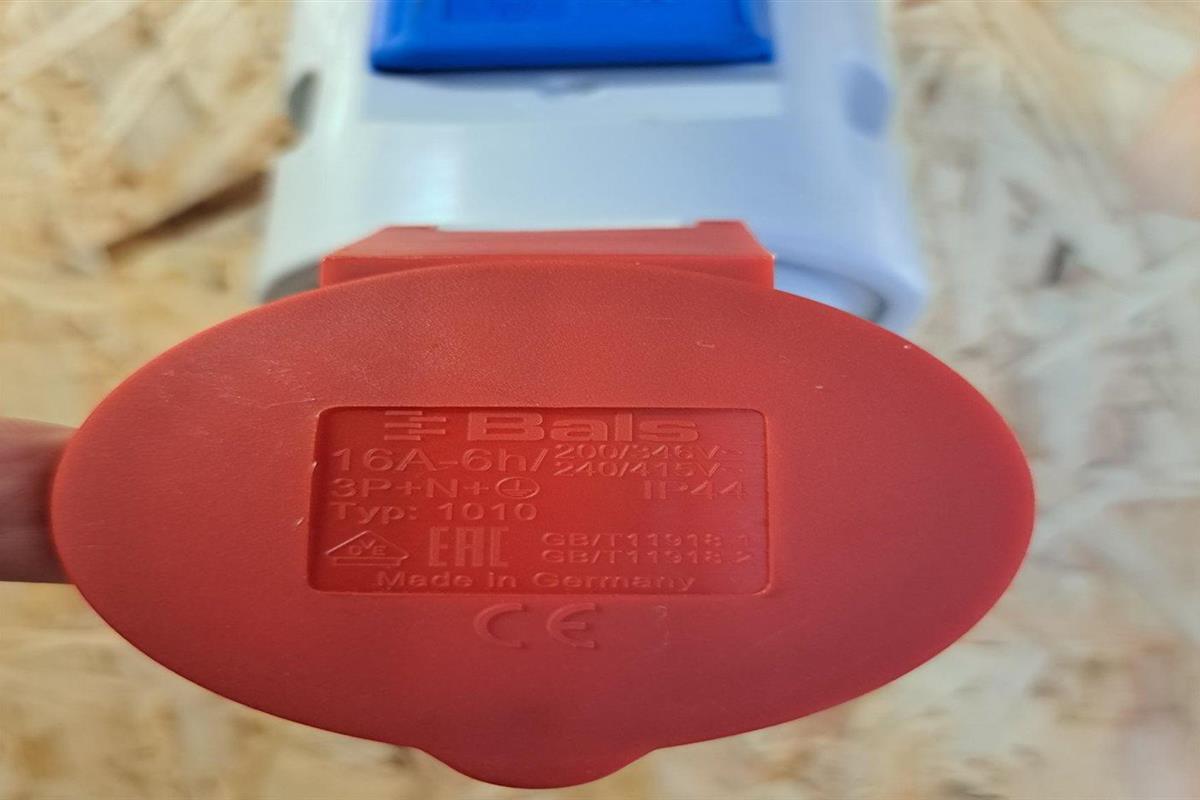 Bals
16A-6h/ 200/346V~
240/415V~
3P+N+ IP44
Typ: 1010
VDE EAC GB/T11918.1
GB/T11918.2
Made in Germany
CE